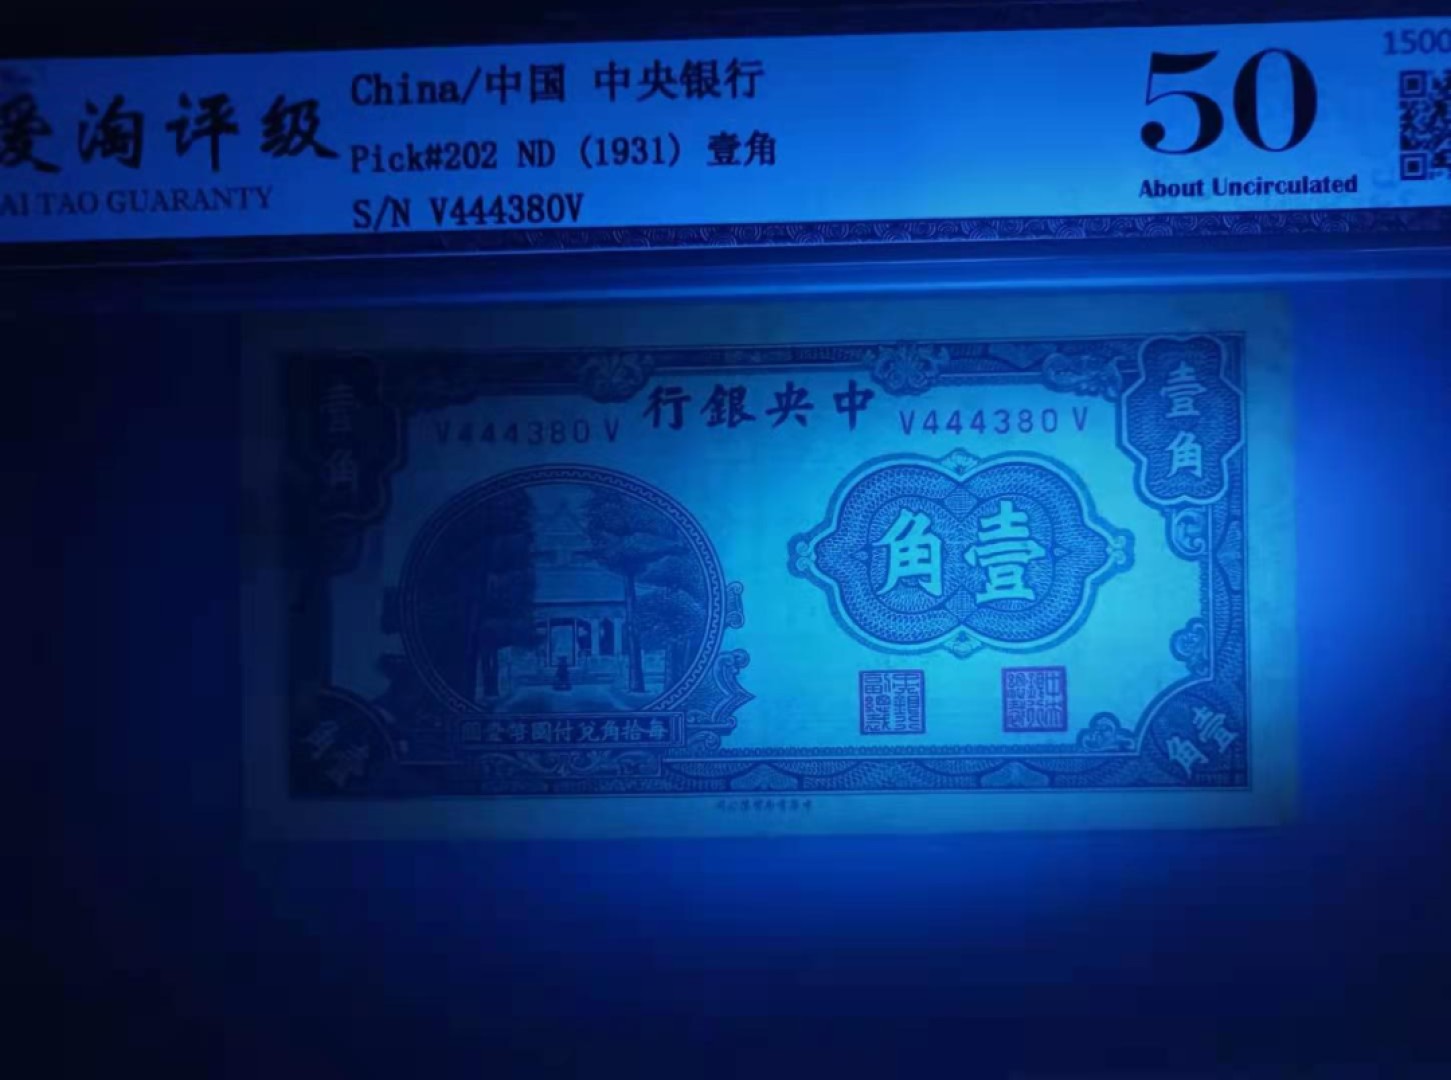 爱淘评级
AI TAO GUARANTY
China/中国 中央银行
Pick#202 ND (1931) 壹角
S/N V444380V
50
About Uncirculated
1500
壹角
行銀央中
壹角
V444380V
V444380V
角壹
圓壹幣國付兌角拾每
角壹
角壹